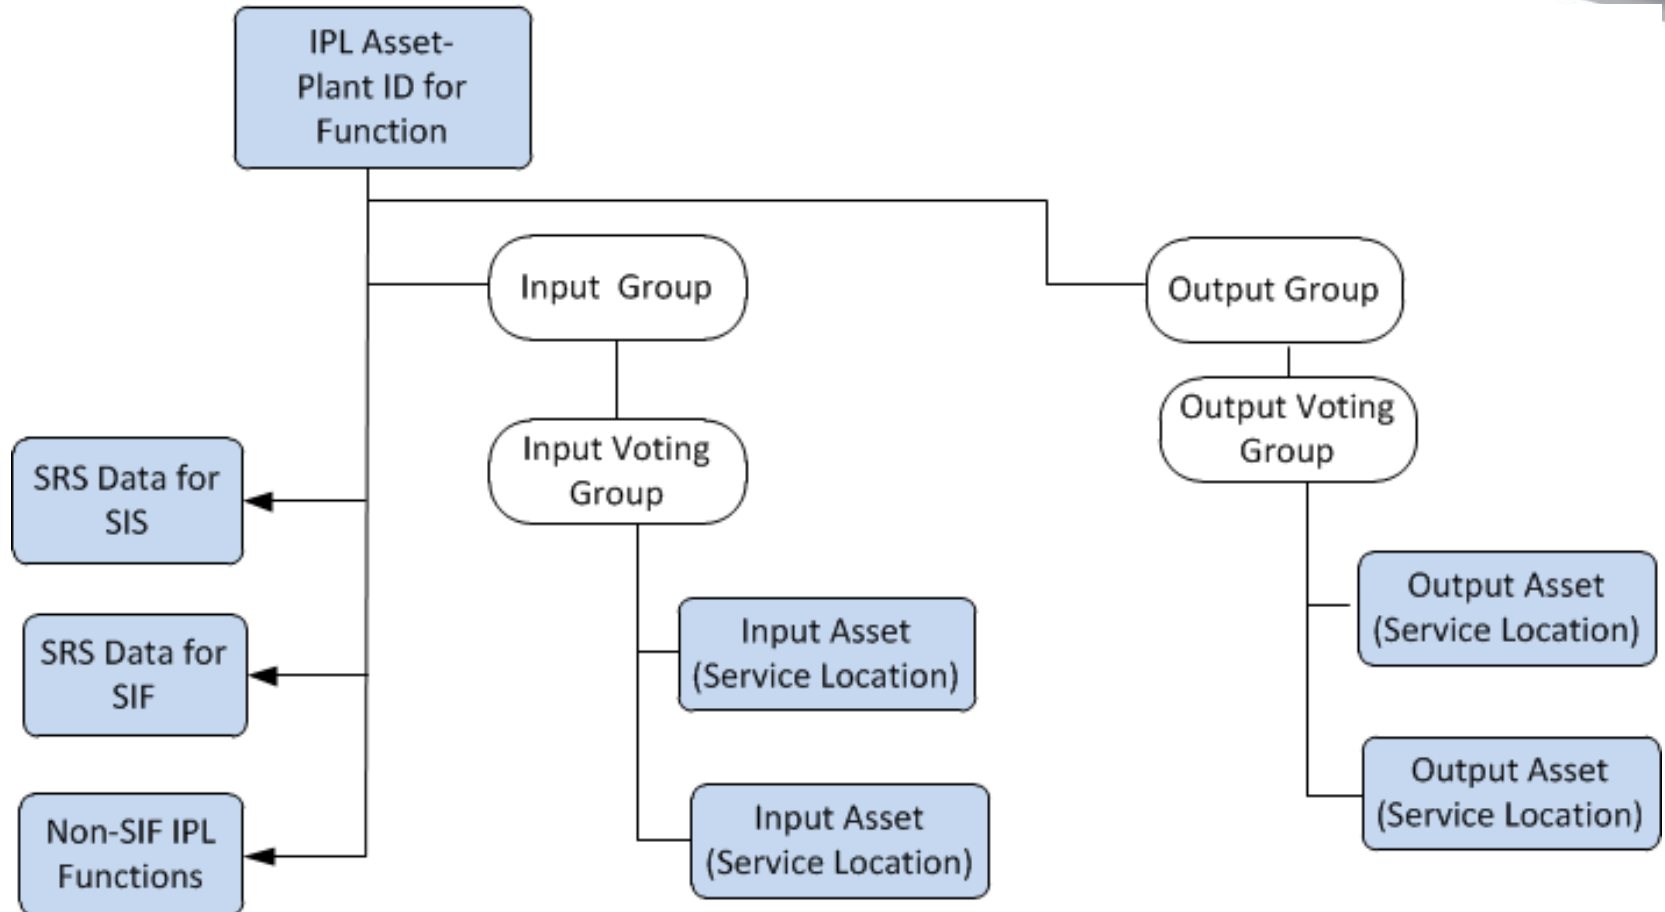 IPL Asset-
Plant ID for
Function
Input  Group
Output Group
Output Voting
Group
Input Voting
Group
SRS Data for
SIS
Output Asset
(Service Location)
Input Asset
(Service Location)
SRS Data for
SIF
Output Asset
(Service Location)
Input Asset
(Service Location)
Non-SIF IPL
Functions